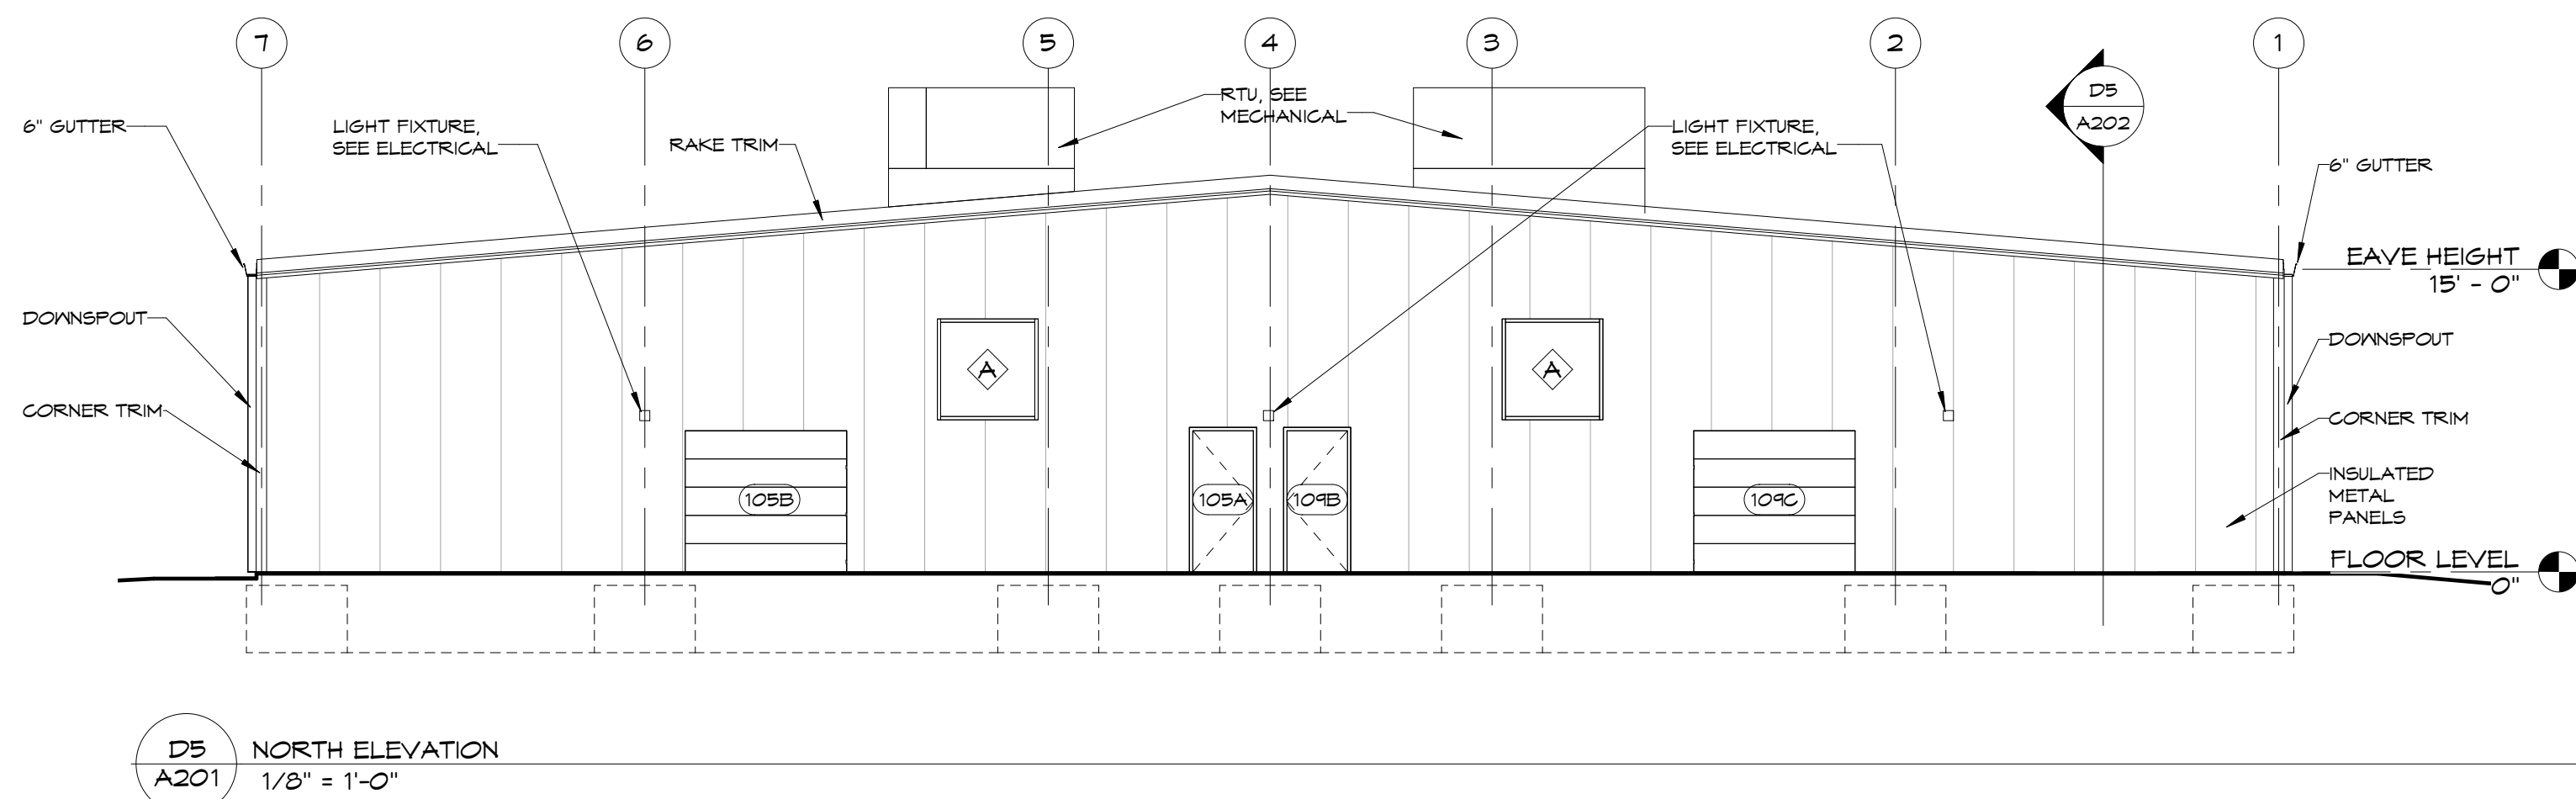 7
6
5
4
3
2
1
D5
A202
6" GUTTER
LIGHT FIXTURE,
SEE ELECTRICAL
RAKE TRIM
RTU, SEE
MECHANICAL
LIGHT FIXTURE,
SEE ELECTRICAL
6" GUTTER
EAVE HEIGHT
15' - 0"
DOWNSPOUT
CORNER TRIM
A
A
DOWNSPOUT
CORNER TRIM
INSULATED
METAL
PANELS
105B
105A
109B
109C
FLOOR LEVEL
0"
D5
A201
NORTH ELEVATION
1/8" = 1'-0"